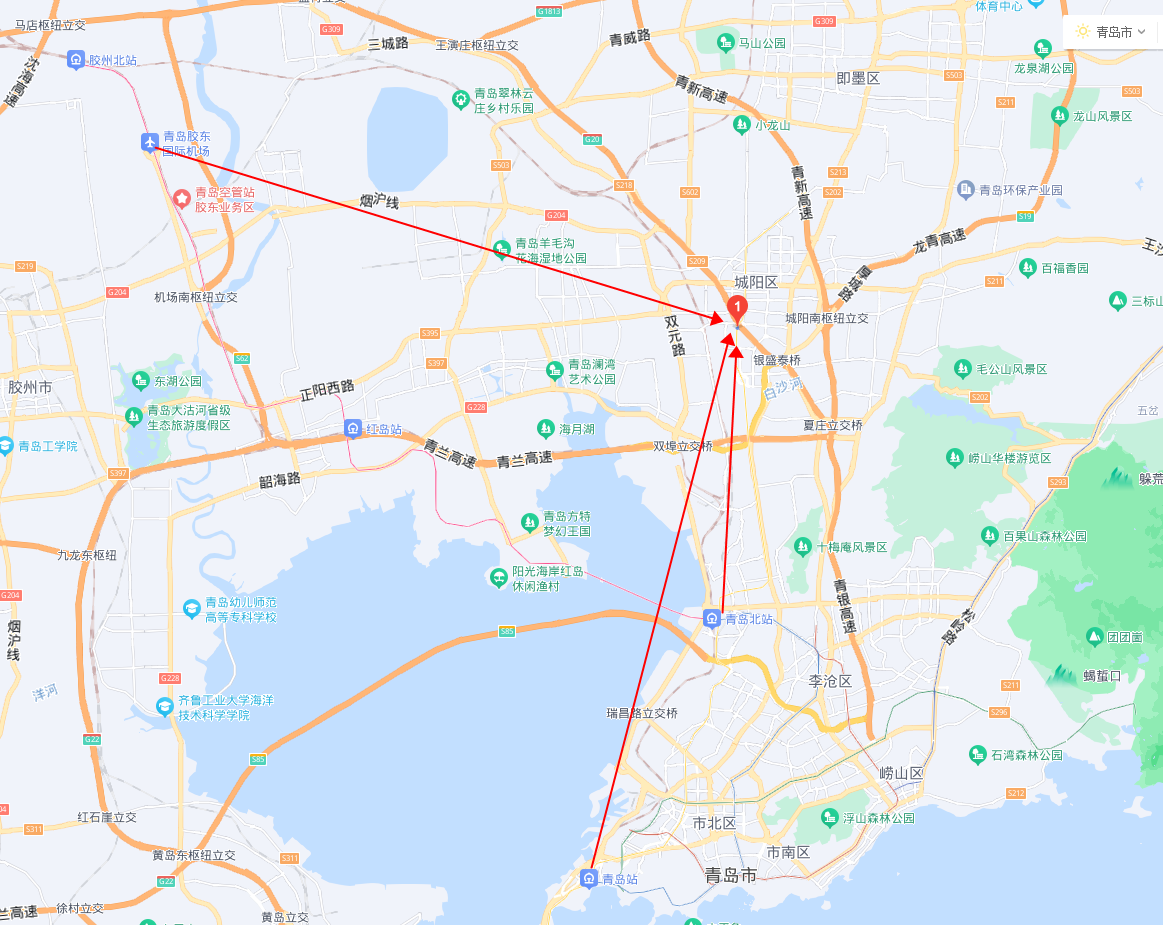 体育中心
马店枢纽立交
G309
G1813
G309
青岛市
三城路
王演庄枢纽立交
青威路
马山公园
胶州北站
龙泉湖公园
即墨区
S503
沈海高速
青岛翠林云
庄乡村乐园
青新高速
S211
S503
龙山风景区
小龙山
青岛胶东
国际机场
G20
S503
S213
青新高速
S218
S602
S202
青岛环保产业园
青岛空管站
胶东业务区
烟沪线
G204
S19
龙青高速
青岛羊毛沟
花海湿地公园
S219
S209
百福香园
城阳区
S211
厚城路
G204
机场南枢纽立交
1
三标山
双元路
城阳南枢纽立交
S395
S62
S397
银盛泰桥
青岛澜湾
艺术公园
毛公山风景区
东湖公园
胶州市
正阳西路
白沙河
S202
青岛大沽河省级
生态旅游度假区
G228
五岔
红岛站
海月湖
夏庄立交桥
青岛工学院
双埠立交桥
青兰高速
青兰高速
崂山华楼游览区
S397
韶海路
S293
青岛方特
梦幻王国
百果山森林公园
十梅庵风景区
九龙东枢纽
阳光海岸红岛
休闲渔村
青银高速
G204
青岛幼儿师范
高等专科学校
青岛北站
松岭路
烟沪线
S85
团团崮
G228
蝎蜇口
李沧区
S211
洋河
齐鲁工业大学海洋
技术科学学院
瑞昌路立交桥
S296
G22
S85
石湾森林公园
崂山区
S212
红石崖立交
浮山森林公园
S311
市北区
黄岛东枢纽立交
S311
市南区
青岛市
G22
青岛站
徐村立交
黄岛立交